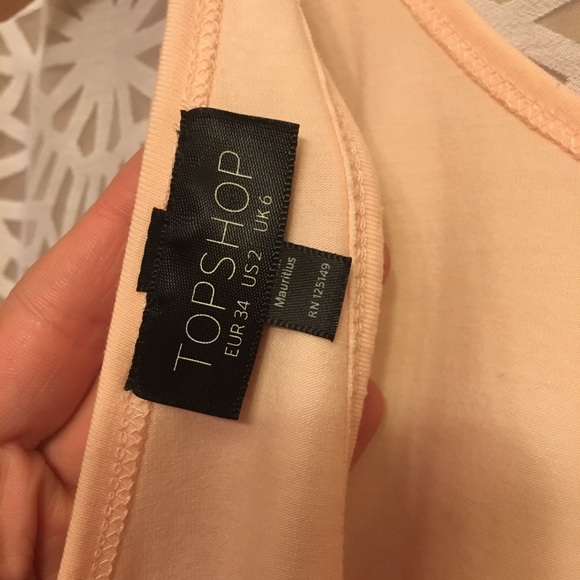 TOPSHOP
EUR 34 US 2 UK 6
Mauritius
RN 125149